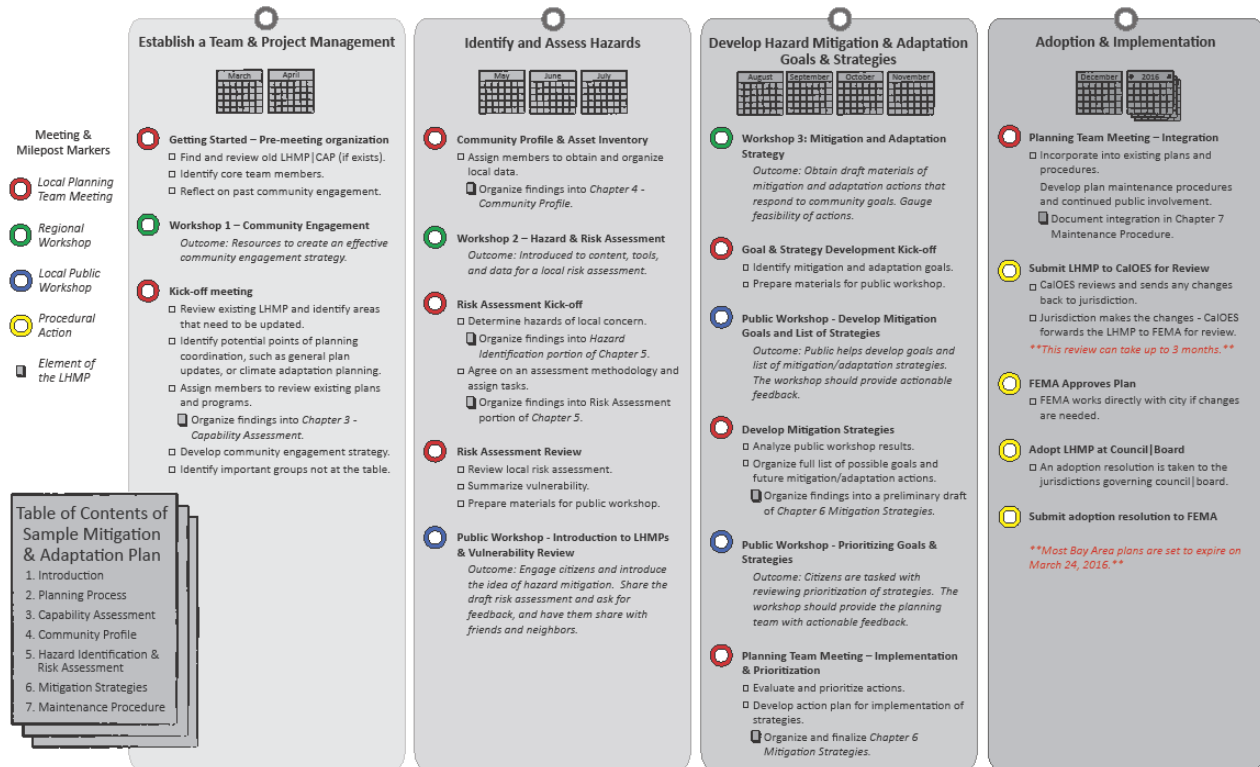 Establish a Team & Project Management
March
April
Getting Started – Pre-meeting organization
Find and review old LHMP|CAP (if exists).
Identify core team members.
Reflect on past community engagement.
Workshop 1 – Community Engagement
Outcome: Resources to create an effective
community engagement strategy.
Kick-off meeting
Review existing LHMP and identify areas
that need to be updated.
Identify potential points of planning
coordination, such as general plan
updates, or climate adaptation planning.
Assign members to review existing plans
and programs.
Organize findings into Chapter 3 -
Capability Assessment.
Develop community engagement strategy.
Identify important groups not at the table.
Identify and Assess Hazards
May
June
July
Community Profile & Asset Inventory
Assign members to obtain and organize
local data.
Organize findings into Chapter 4 -
Community Profile.
Workshop 2 – Hazard & Risk Assessment
Outcome: Introduced to content, tools,
and data for a local risk assessment.
Risk Assessment Kick-off
Determine hazards of local concern.
Organize findings into Hazard
Identification portion of Chapter 5.
Agree on an assessment methodology and
assign tasks.
Organize findings into Risk Assessment
portion of Chapter 5.
Risk Assessment Review
Review local risk assessment.
Summarize vulnerability.
Prepare materials for public workshop.
Public Workshop - Introduction to LHMPs
& Vulnerability Review
Outcome: Engage citizens and introduce
the idea of hazard mitigation. Share the
draft risk assessment and ask for
feedback, and have them share with
friends and neighbors.
Develop Hazard Mitigation & Adaptation
Goals & Strategies
August
September
October
November
Workshop 3: Mitigation and Adaptation
Strategy
Outcome: Obtain draft materials of
mitigation and adaptation actions that
respond to community goals. Gauge
feasibility of actions.
Goal & Strategy Development Kick-off
Identify mitigation and adaptation goals.
Prepare materials for public workshop.
Public Workshop - Develop Mitigation
Goals and List of Strategies
Outcome: Public helps develop goals and
list of mitigation/adaptation strategies.
The workshop should provide actionable
feedback.
Develop Mitigation Strategies
Analyze public workshop results.
Organize full list of possible goals and
future mitigation/adaptation actions.
Organize findings into a preliminary draft
of Chapter 6 Mitigation Strategies.
Public Workshop - Prioritizing Goals &
Strategies
Outcome: Citizens are tasked with
reviewing prioritization of strategies. The
workshop should provide the planning
team with actionable feedback.
Planning Team Meeting – Implementation
& Prioritization
Evaluate and prioritize actions.
Develop action plan for implementation of
strategies.
Organize and finalize Chapter 6
Mitigation Strategies.
Adoption & Implementation
December
2016
Planning Team Meeting – Integration
Incorporate into existing plans and
procedures.
Develop plan maintenance procedures
and continued public involvement.
Document integration in Chapter 7
Maintenance Procedure.
Submit LHMP to CalOES for Review
CalOES reviews and sends any changes
back to jurisdiction.
Jurisdiction makes the changes - CalOES
forwards the LHMP to FEMA for review.
**This review can take up to 3 months.**
FEMA Approves Plan
FEMA works directly with city if changes
are needed.
Adopt LHMP at Council|Board
An adoption resolution is taken to the
jurisdictions governing council|board.
Submit adoption resolution to FEMA
**Most Bay Area plans are set to expire on
March 24, 2016.**
Meeting &
Milepost Markers
Local Planning
Team Meeting
Regional
Workshop
Local Public
Workshop
Procedural
Action
Element of
the LHMP
Table of Contents of
Sample Mitigation
& Adaptation Plan
1. Introduction
2. Planning Process
3. Capability Assessment
4. Community Profile
5. Hazard Identification &
Risk Assessment
6. Mitigation Strategies
7. Maintenance Procedure